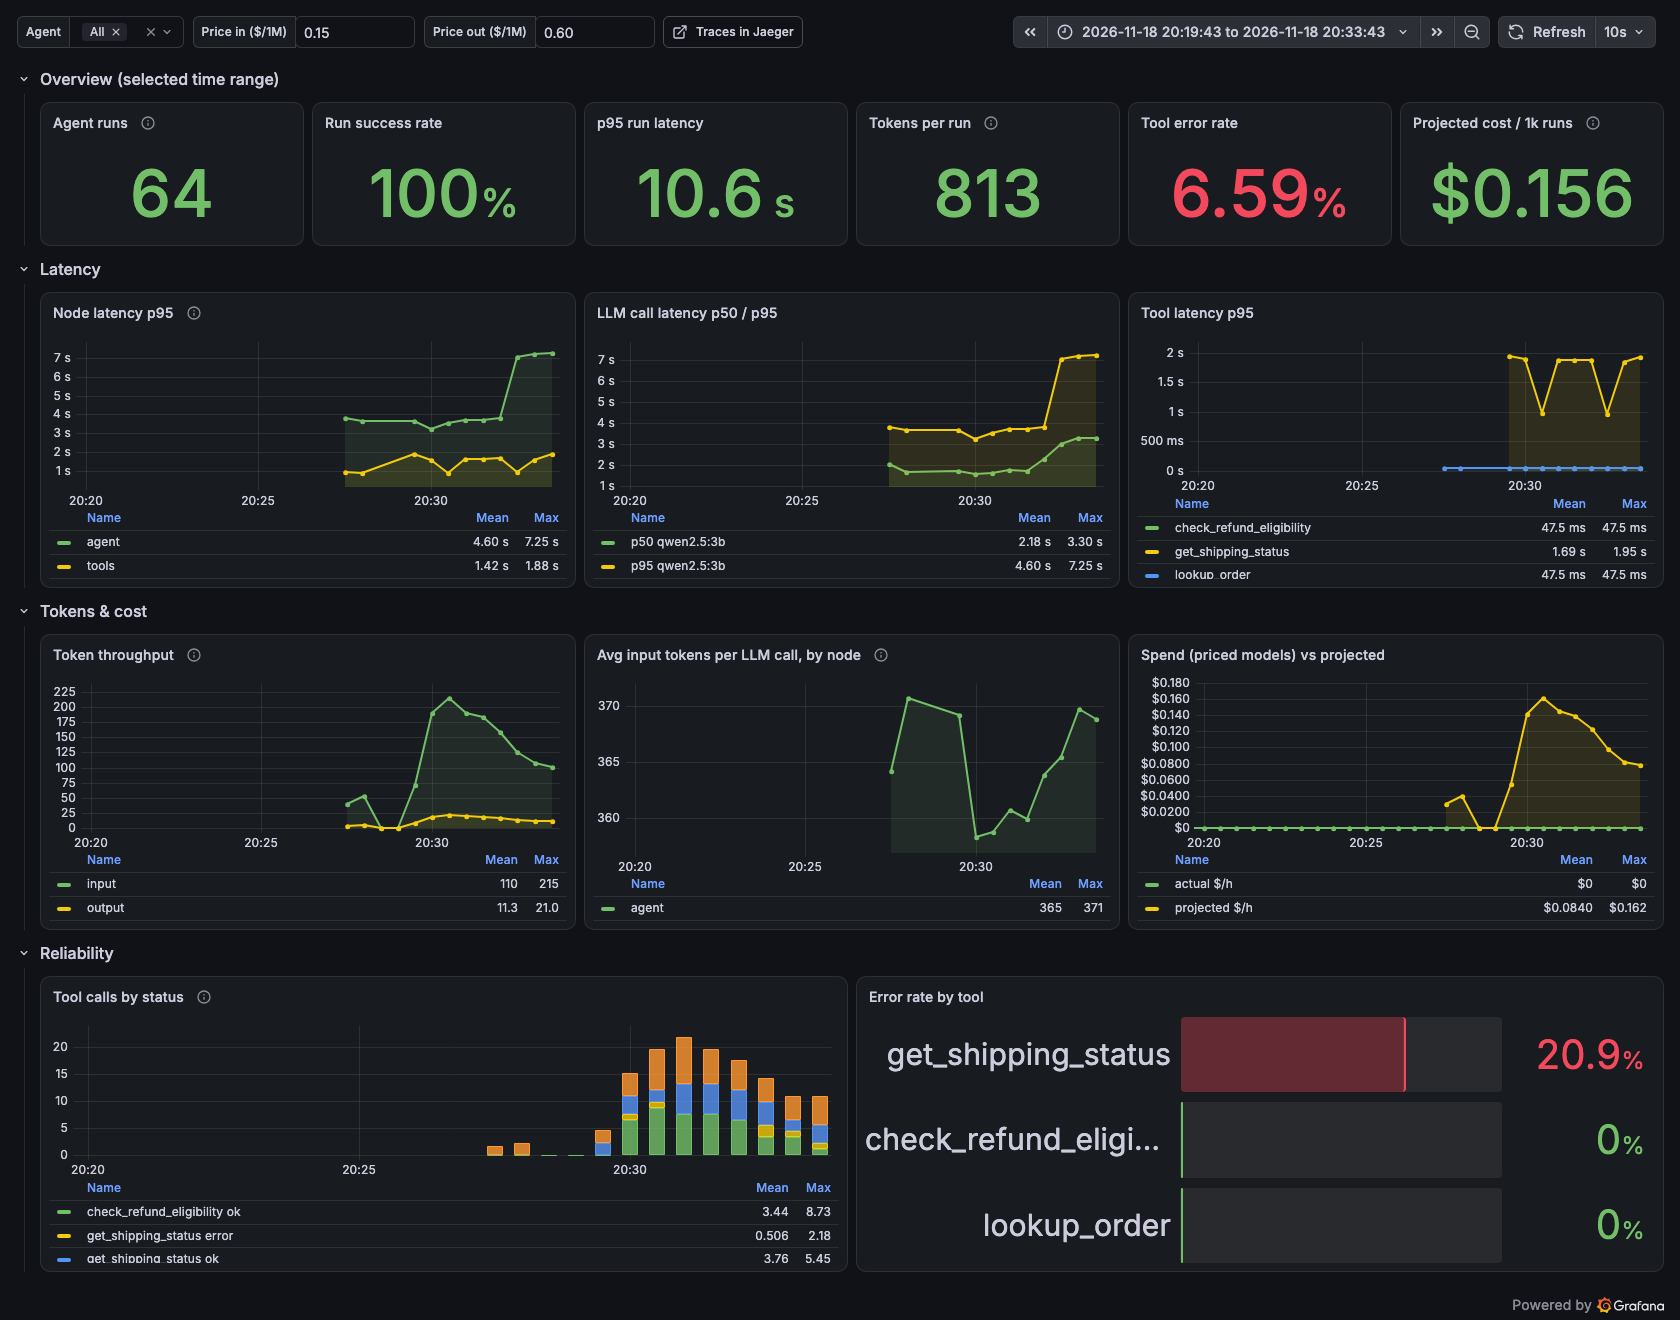 Agent All Price in ($/1M) 0.15 Price out ($/1M) 0.60 Traces in Jaeger 2026-11-18 20:19:43 to 2026-11-18 20:33:43 Refresh 10s
Overview (selected time range)
Agent runs
64
Run success rate
100%
p95 run latency
10.6 s
Tokens per run
813
Tool error rate
6.59%
Projected cost / 1k runs
$0.156
Latency
Node latency p95
7 s
6 s
5 s
4 s
3 s
2 s
1 s
20:20 20:25 20:30
Name Mean Max
agent 4.60 s 7.25 s
tools 1.42 s 1.88 s
LLM call latency p50 / p95
7 s
6 s
5 s
4 s
3 s
2 s
1 s
20:20 20:25 20:30
Name Mean Max
p50 qwen2.5:3b 2.18 s 3.30 s
p95 qwen2.5:3b 4.60 s 7.25 s
Tool latency p95
2 s
1.5 s
1 s
500 ms
0 s
20:20 20:25 20:30
Name Mean Max
check_refund_eligibility 47.5 ms 47.5 ms
get_shipping_status 1.69 s 1.95 s
lookup_order 47.5 ms 47.5 ms
Tokens & cost
Token throughput
225
200
175
150
125
100
75
50
25
0
20:20 20:25 20:30
Name Mean Max
input 110 215
output 11.3 21.0
Avg input tokens per LLM call, by node
370
365
360
20:20 20:25 20:30
Name Mean Max
agent 365 371
Spend (priced models) vs projected
$0.180
$0.160
$0.140
$0.120
$0.100
$0.0800
$0.0600
$0.0400
$0.0200
$0
20:20 20:25 20:30
Name Mean Max
actual $/h $0 $0
projected $/h $0.0840 $0.162
Reliability
Tool calls by status
20
15
10
5
0
20:20 20:25 20:30
Name Mean Max
check_refund_eligibility ok 3.44 8.73
get_shipping_status error 0.506 2.18
get_shipping_status ok 3.76 5.45
Error rate by tool
get_shipping_status 20.9%
check_refund_eligi... 0%
lookup_order 0%
Powered by Grafana